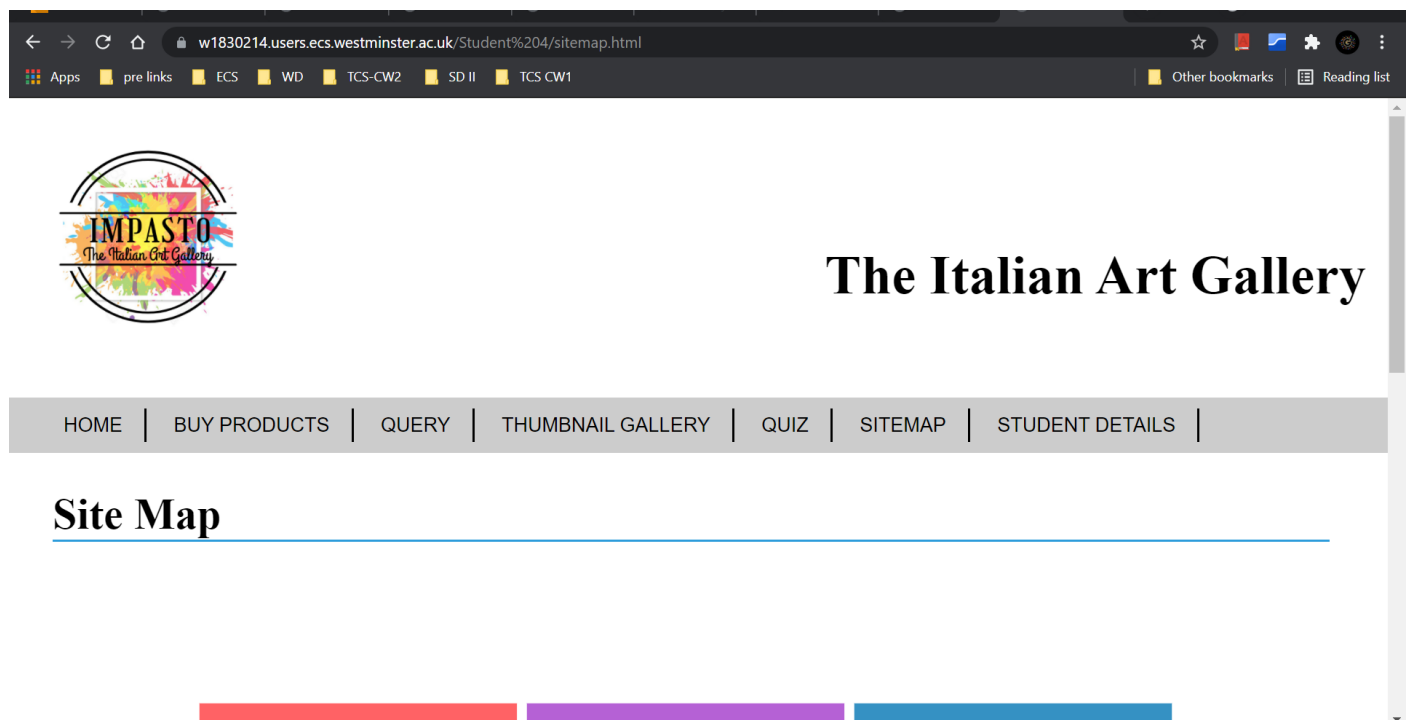 w1830214.users.ecs.westminster.ac.uk/Student%204/sitemap.html
Apps pre links ECS WD TCS-CW2 SD II TCS CW1 Other bookmarks Reading list
IMPASTO
The Italian Art Gallery
The Italian Art Gallery
HOME BUY PRODUCTS QUERY THUMBNAIL GALLERY QUIZ SITEMAP STUDENT DETAILS
Site Map